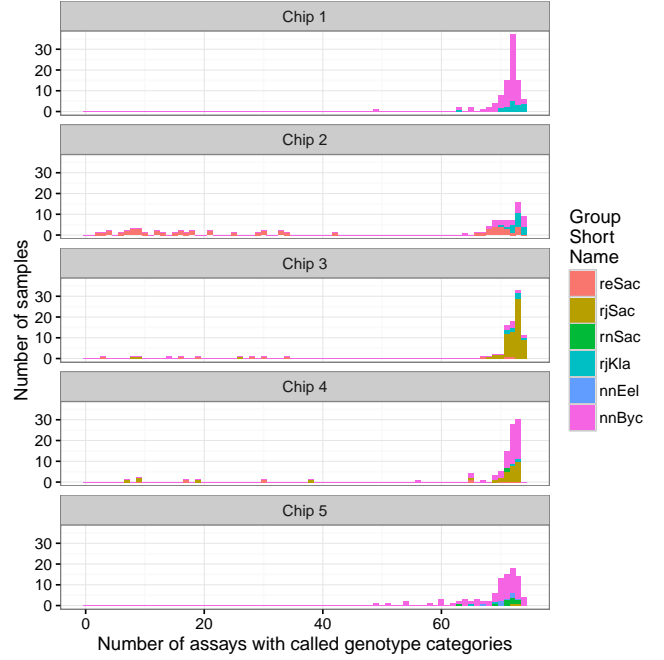 Chip 1
30
20
10
0
Chip 2
30
20
10
0
Chip 3
30
20
10
0
Chip 4
30
20
10
0
Chip 5
30
20
10
0
0 20 40 60
Number of assays with called genotype categories
Number of samples
Group
Short
Name
reSac
rjSac
rnSac
rjKla
nnEel
nnByc